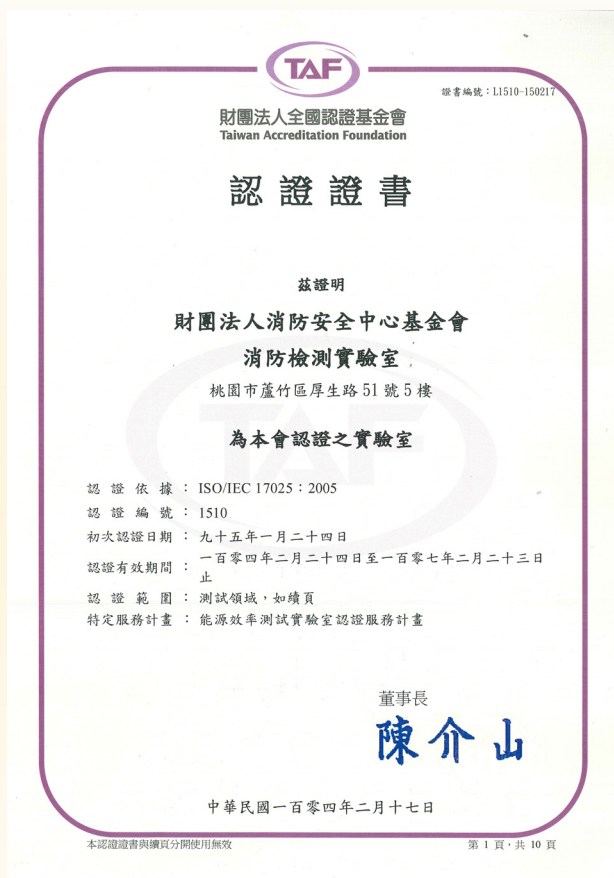 TAF
證書編號：L1510-150217
財團法人全國認證基金會
Taiwan Accreditation Foundation
認證證書
茲證明
財團法人消防安全中心基金會
消防檢測實驗室
桃園市蘆竹區厚生路 51 號 5 樓
為本會認證之實驗室
認證依據：ISO/IEC 17025：2005
認證編號：1510
初次認證日期：九十五年一月二十四日
認證有效期間：一百零四年二月二十四日至一百零七年二月二十三日
止
認證範圍：測試領域，如續頁
特定服務計畫：能源效率測試實驗室認證服務計畫
董事長
陳介山
中華民國一百零四年二月十七日
本認證證書與續頁分開使用無效
第 1 頁，共 10 頁